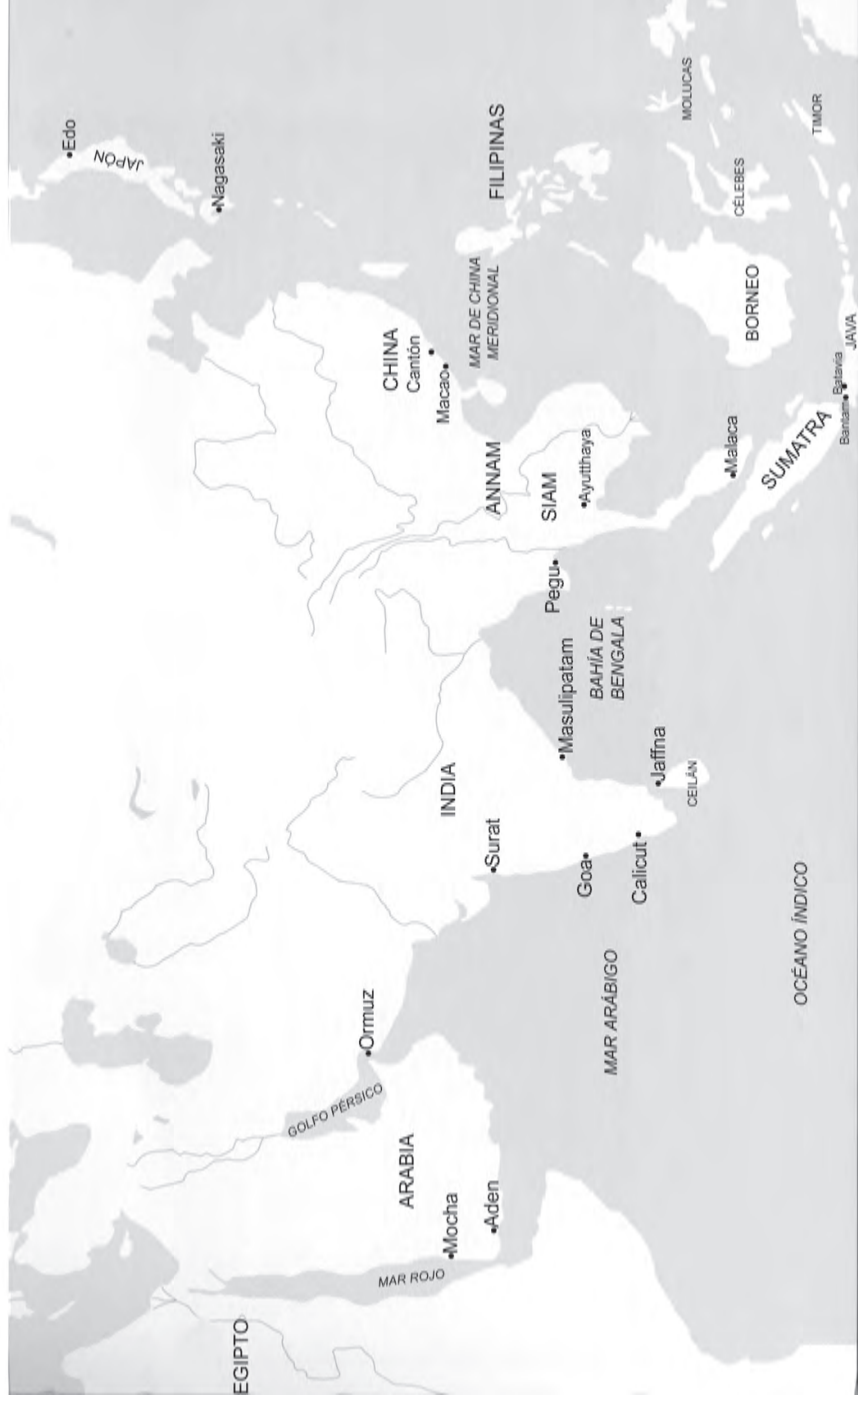 •Edo
JAPÓN
•Nagasaki
EGIPTO
MAR ROJO
ARABIA
•Mocha
•Aden
GOLFO PÉRSICO
•Ormuz
INDIA
•Surat
Goa•
Calicut•
•Masulipatam
•Jaffna
CEILÁN
MAR ARÁBIGO
OCÉANO ÍNDICO
BAHÍA DE
BENGALA
Pegu•
ANNAM
SIAM
•Ayutthaya
CHINA
Cantón
Macao•
MAR DE CHINA
MERIDIONAL
FILIPINAS
•Malaca
SUMATRA
BORNEO
CÉLEBES
MOLUCAS
TIMOR
Bantam•
Batavia
JAVA